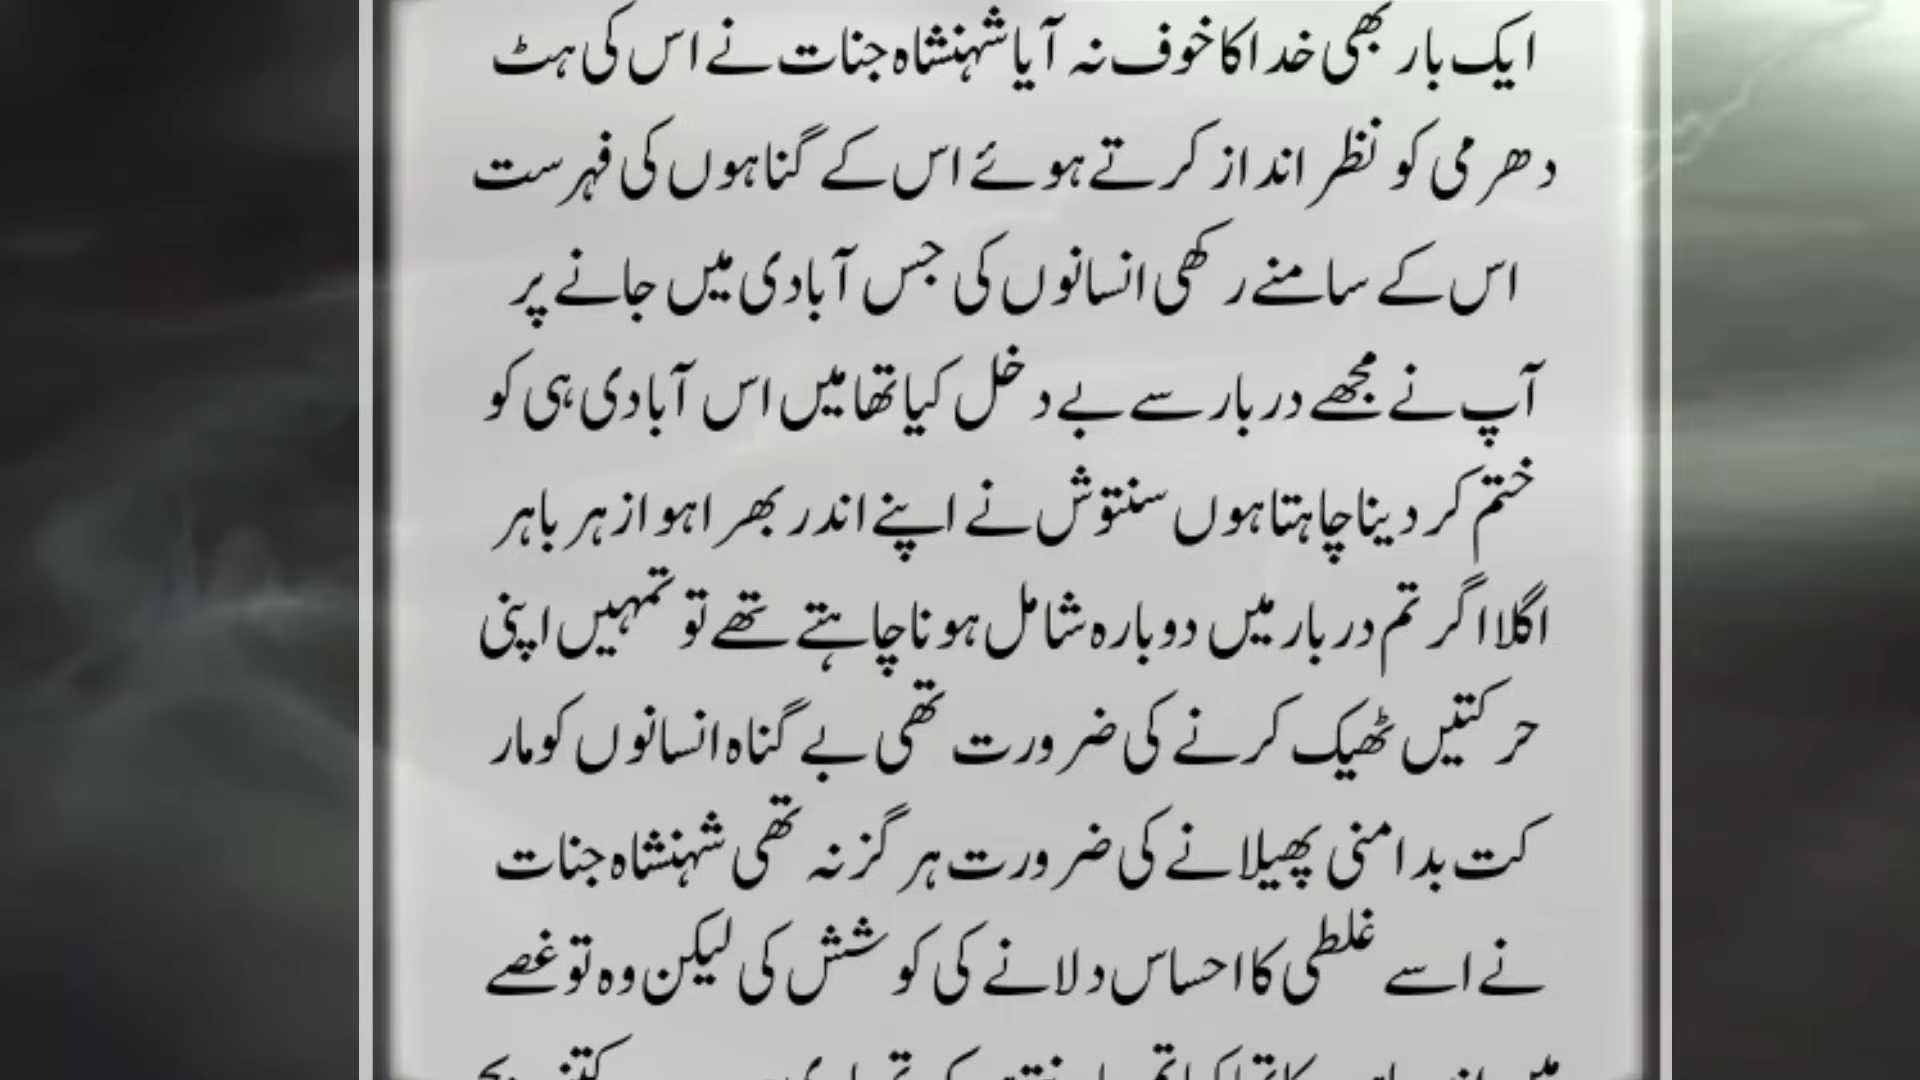 ایک بار بھی خدا کا خوف نہ آیا شہنشاہ جنات نے اس کی ہٹ
دھرمی کو نظر انداز کرتے ہوئے اس کے گناہوں کی فہرست
اس کے سامنے رکھی انسانوں کی جس آبادی میں جانے پر
آپ نے مجھے دربار سے بے دخل کیا تھا میں اس آبادی ہی کو
ختم کر دینا چاہتا ہوں سنتوش نے اپنے اندر بھرا ہوا زہر باہر
اگلا اگر تم دربار میں دوبارہ شامل ہونا چاہتے تھے تو تمہیں اپنی
حرکتیں ٹھیک کرنے کی ضرورت تھی بے گناہ انسانوں کو مار
کت بدامنی پھیلانے کی ضرورت ہرگز نہ تھی شہنشاہ جنات
نے اسے غلطی کا احساس دلانے کی کوشش کی لیکن وہ تو غصے